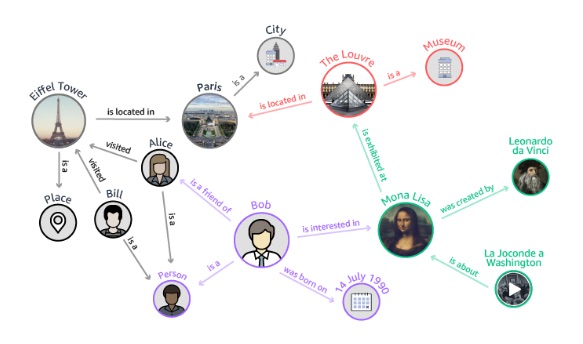 City
is a
The Louvre
is a
Museum
Eiffel Tower
is located in
Paris
is located in
is a
visited
visited
Alice
is exhibited at
Leonardo
da Vinci
was created by
Place
Bill
is a friend of
Bob
is interested in
Mona Lisa
is a
is a
is a
was born on
14 July 1990
is about
La Joconde a
Washington
Person